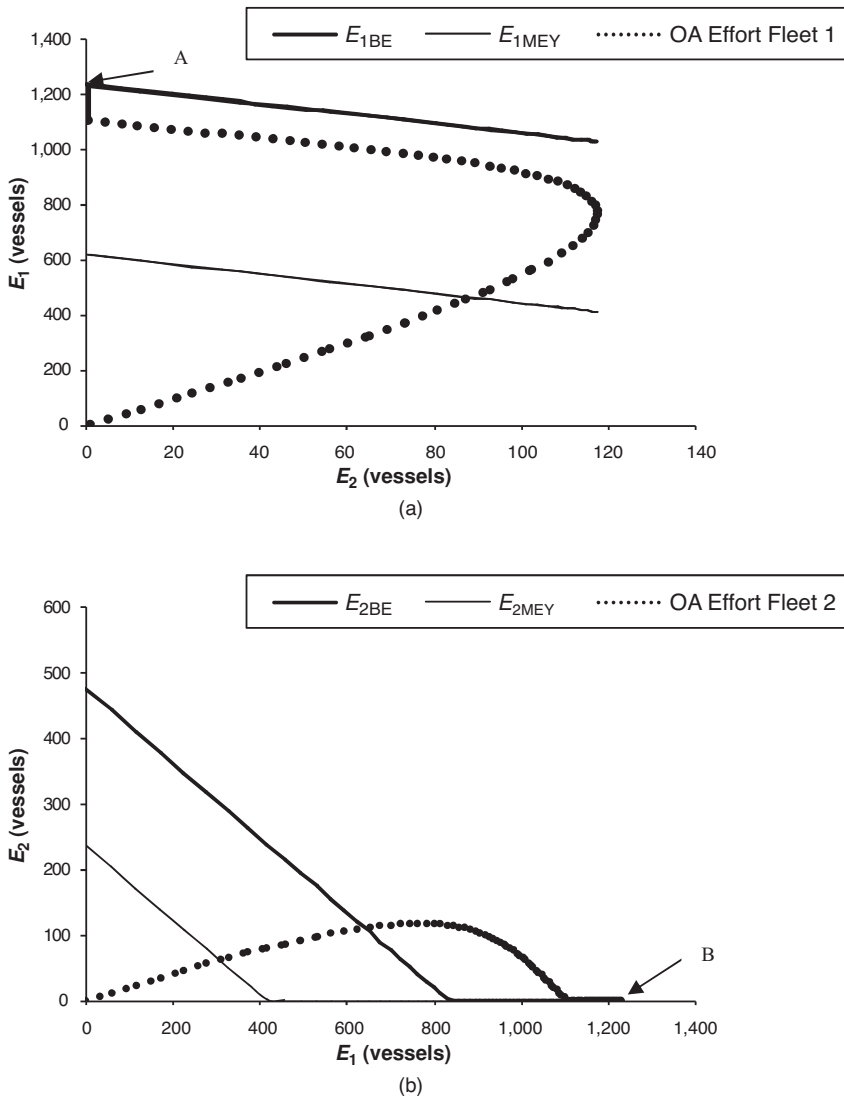 E1BE E1MEY OA Effort Fleet 1
A
1,400
1,200
1,000
800
600
400
200
0
E1 (vessels)
0 20 40 60 80 100 120 140
E2 (vessels)
(a)
E2BE E2MEY OA Effort Fleet 2
600
500
400
300
200
100
0
E2 (vessels)
B
0 200 400 600 800 1,000 1,200 1,400
E1 (vessels)
(b)